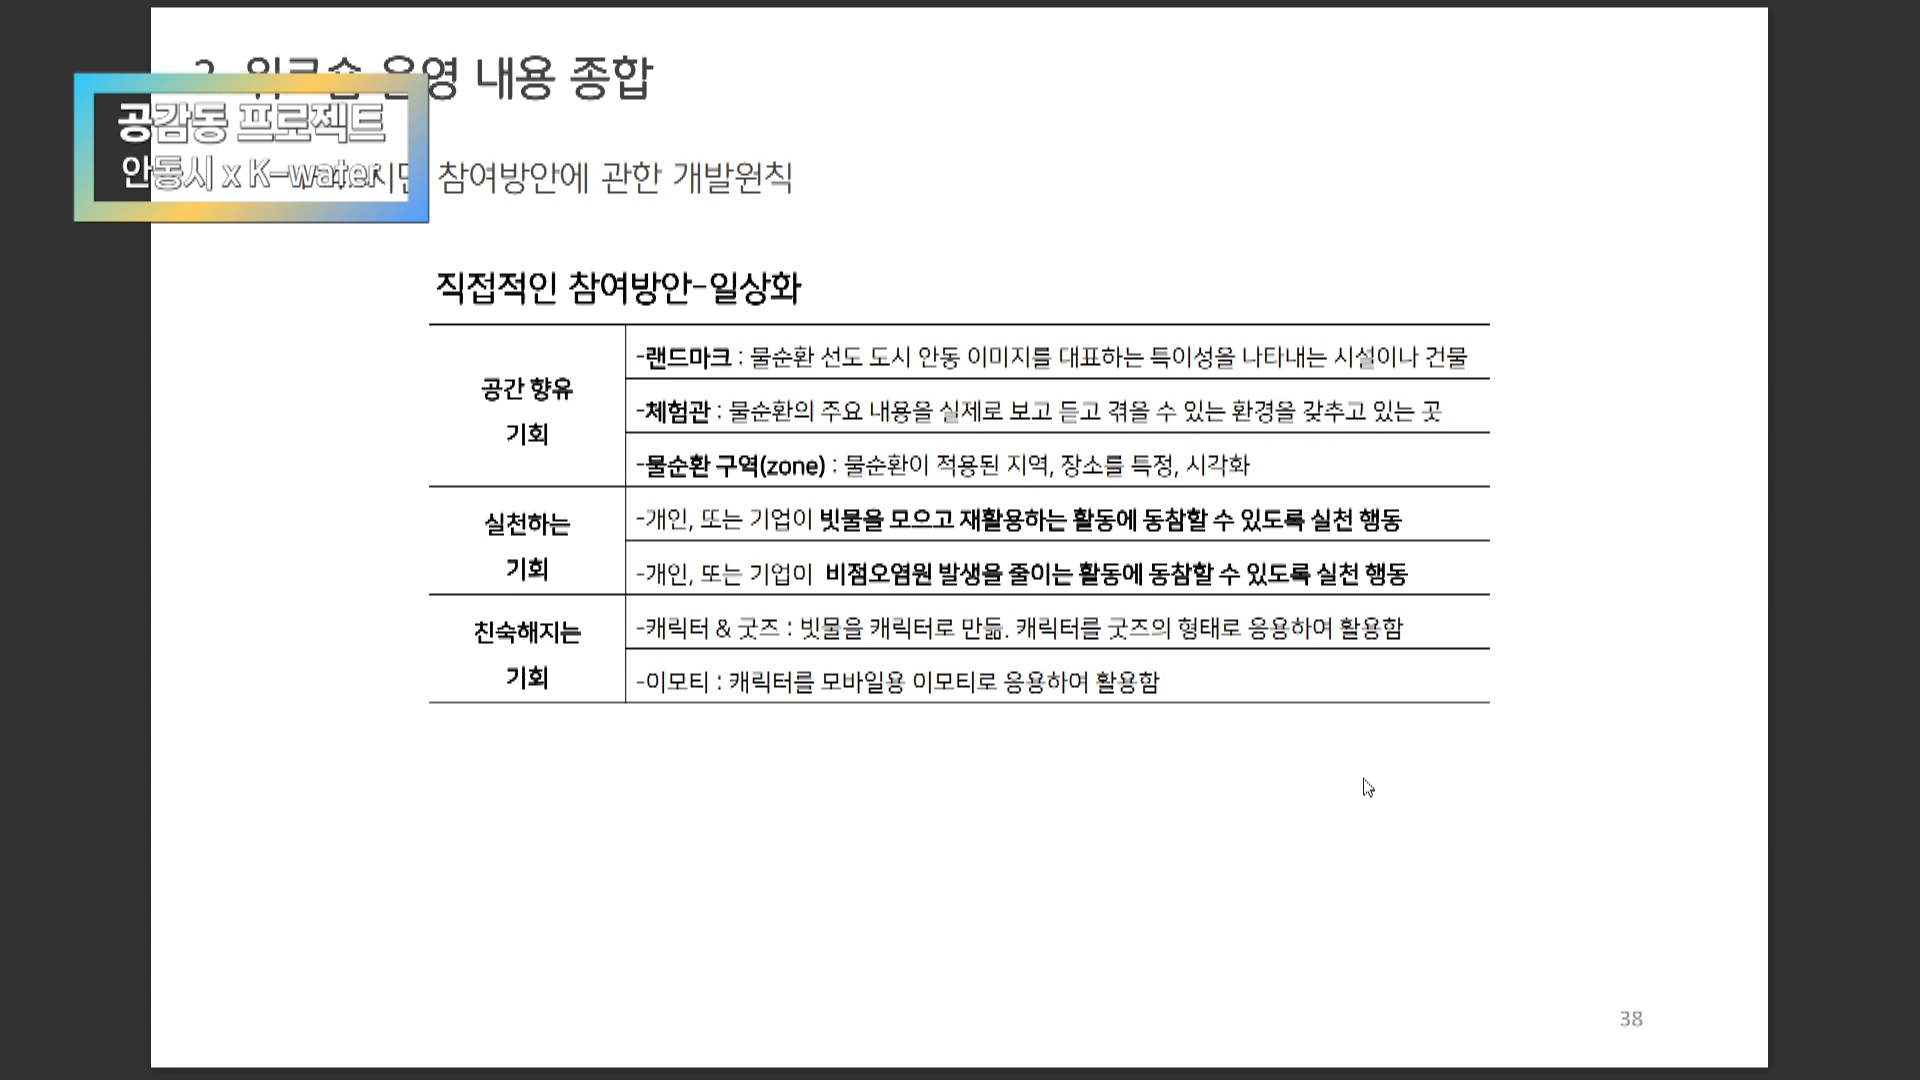 2. 워크숍 운영 내용 종합
공감동 프로젝트
안동시 x K-water
시민 참여방안에 관한 개발원칙
직접적인 참여방안-일상화
공간 향유
기회
-랜드마크 : 물순환 선도 도시 안동 이미지를 대표하는 특이성을 나타내는 시설이나 건물
-체험관 : 물순환의 주요 내용을 실제로 보고 듣고 겪을 수 있는 환경을 갖추고 있는 곳
-물순환 구역(zone) : 물순환이 적용된 지역, 장소를 특정, 시각화
실천하는
기회
-개인, 또는 기업이 빗물을 모으고 재활용하는 활동에 동참할 수 있도록 실천 행동
-개인, 또는 기업이 비점오염원 발생을 줄이는 활동에 동참할 수 있도록 실천 행동
친숙해지는
기회
-캐릭터 & 굿즈 : 빗물을 캐릭터로 만듦. 캐릭터를 굿즈의 형태로 응용하여 활용함
-이모티 : 캐릭터를 모바일용 이모티로 응용하여 활용함
38